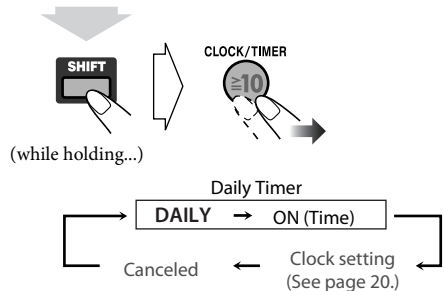 SHIFT
CLOCK/TIMER
≧10
(while holding...)
Daily Timer
DAILY → ON (Time)
Canceled ← Clock setting
(See page 20.)